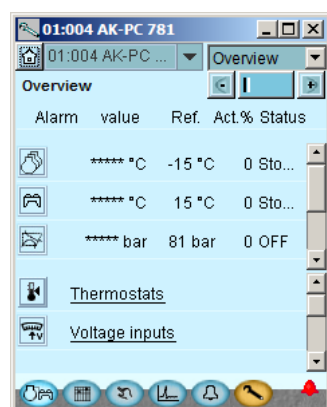 01:004 AK-PC 781
01:004 AK-PC ... Overview
Overview
Alarm value Ref. Act.% Status
***** °C -15 °C 0 Sto...
***** °C 15 °C 0 Sto...
***** bar 81 bar 0 OFF
Thermostats
Voltage inputs